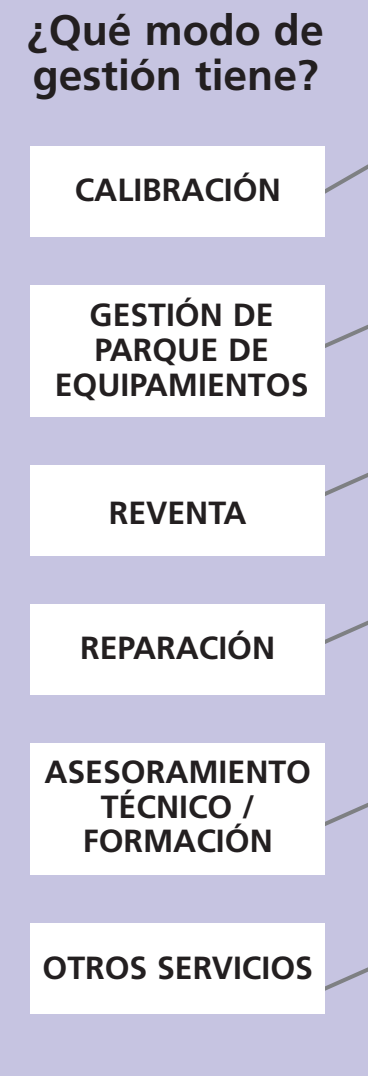 ¿Qué modo de
gestión tiene?
CALIBRACIÓN
GESTIÓN DE
PARQUE DE
EQUIPAMIENTOS
REVENTA
REPARACIÓN
ASESORAMIENTO
TÉCNICO /
FORMACIÓN
OTROS SERVICIOS